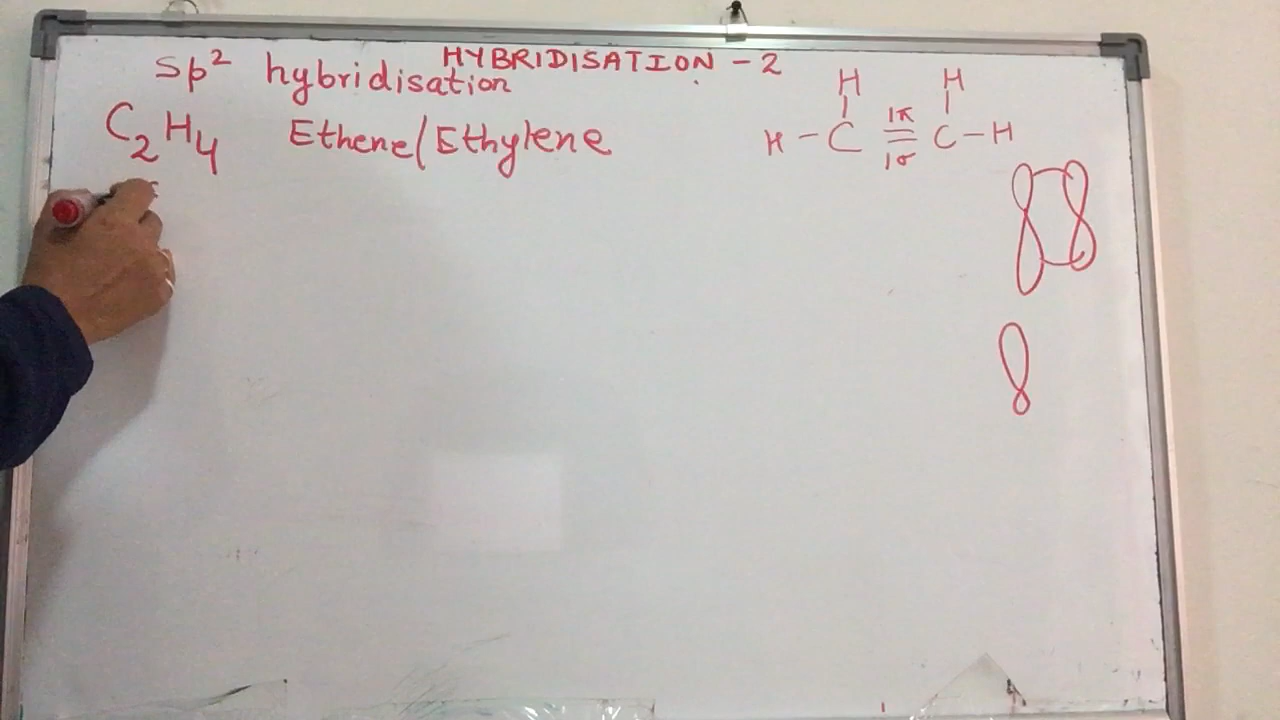 HYBRIDISATION - 2
sp² hybridisation
C₂H₄ Ethene/Ethylene
H H
1π
H - C = C - H
1σ